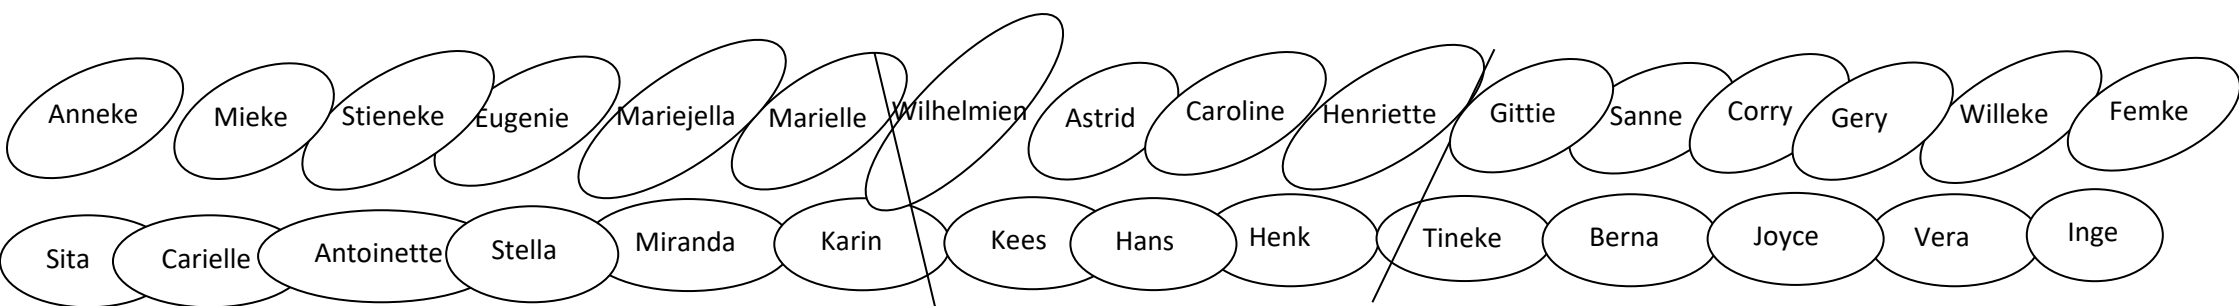 Anneke Mieke Stieneke Eugenie Mariejella Marielle Wilhelmien Astrid Caroline Henriette Gittie Sanne Corry Gery Willeke Femke
Sita Carielle Antoinette Stella Miranda Karin Kees Hans Henk Tineke Berna Joyce Vera Inge